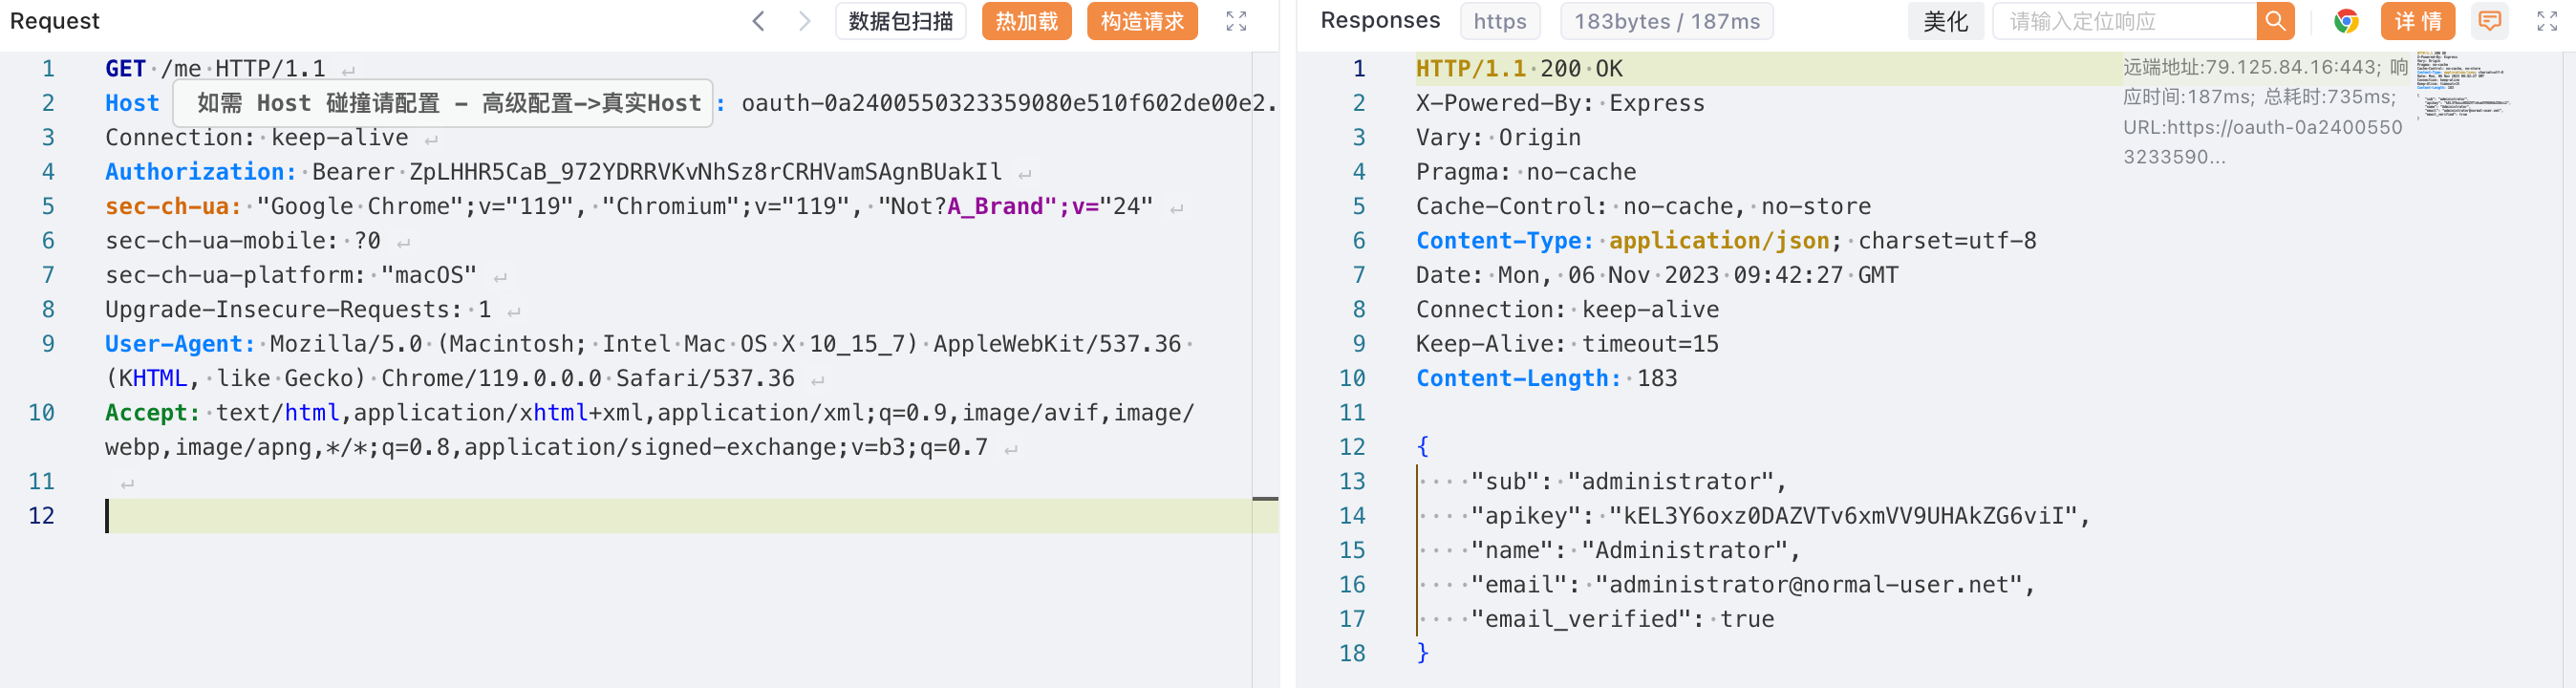 Request
数据包扫描 热加载 构造请求
1 GET /me HTTP/1.1
2 Host 如需 Host 碰撞请配置 - 高级配置->真实Host : oauth-0a2400550323359080e510f602de00e2.
3 Connection: keep-alive
4 Authorization: Bearer ZpLHHR5CaB_972YDRRVKvNhSz8rCRHVamSAgnBUakIl
5 sec-ch-ua: "Google Chrome";v="119", "Chromium";v="119", "Not?A_Brand";v="24"
6 sec-ch-ua-mobile: ?0
7 sec-ch-ua-platform: "macOS"
8 Upgrade-Insecure-Requests: 1
9 User-Agent: Mozilla/5.0 (Macintosh; Intel Mac OS X 10_15_7) AppleWebKit/537.36
(KHTML, like Gecko) Chrome/119.0.0.0 Safari/537.36
10 Accept: text/html,application/xhtml+xml,application/xml;q=0.9,image/avif,image/
webp,image/apng,*/*;q=0.8,application/signed-exchange;v=b3;q=0.7
11
12
Responses https 183bytes / 187ms 美化 请输入定位响应 详情
1 HTTP/1.1 200 OK
2 X-Powered-By: Express
3 Vary: Origin
4 Pragma: no-cache
5 Cache-Control: no-cache, no-store
6 Content-Type: application/json; charset=utf-8
7 Date: Mon, 06 Nov 2023 09:42:27 GMT
8 Connection: keep-alive
9 Keep-Alive: timeout=15
10 Content-Length: 183
11
12 {
13 "sub": "administrator",
14 "apikey": "kEL3Y6oxz0DAZVTv6xmVV9UHAkZG6viI",
15 "name": "Administrator",
16 "email": "administrator@normal-user.net",
17 "email_verified": true
18 }
远端地址:79.125.84.16:443; 响
应时间:187ms; 总耗时:735ms;
URL:https://oauth-0a2400550
3233590...